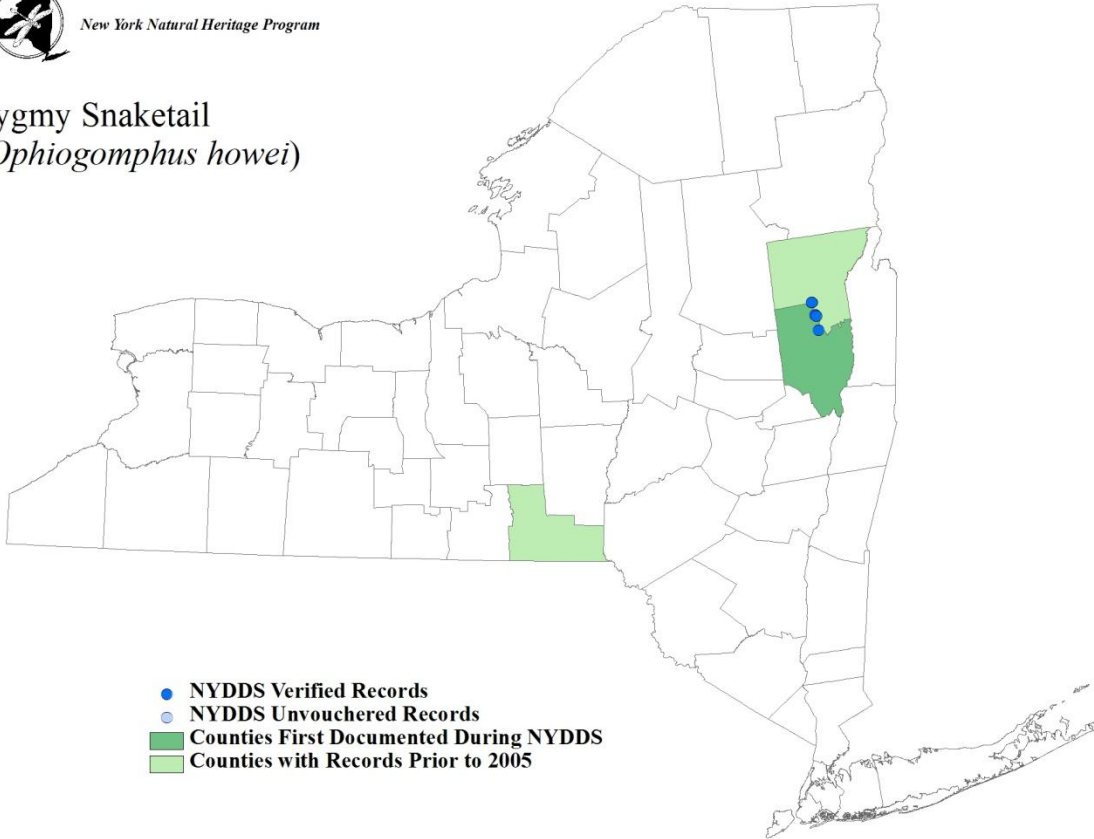 New York Natural Heritage Program
ygmy Snaketail
Ophiogomphus howei)
NYDDS Verified Records
NYDDS Unvouchered Records
Counties First Documented During NYDDS
Counties with Records Prior to 2005